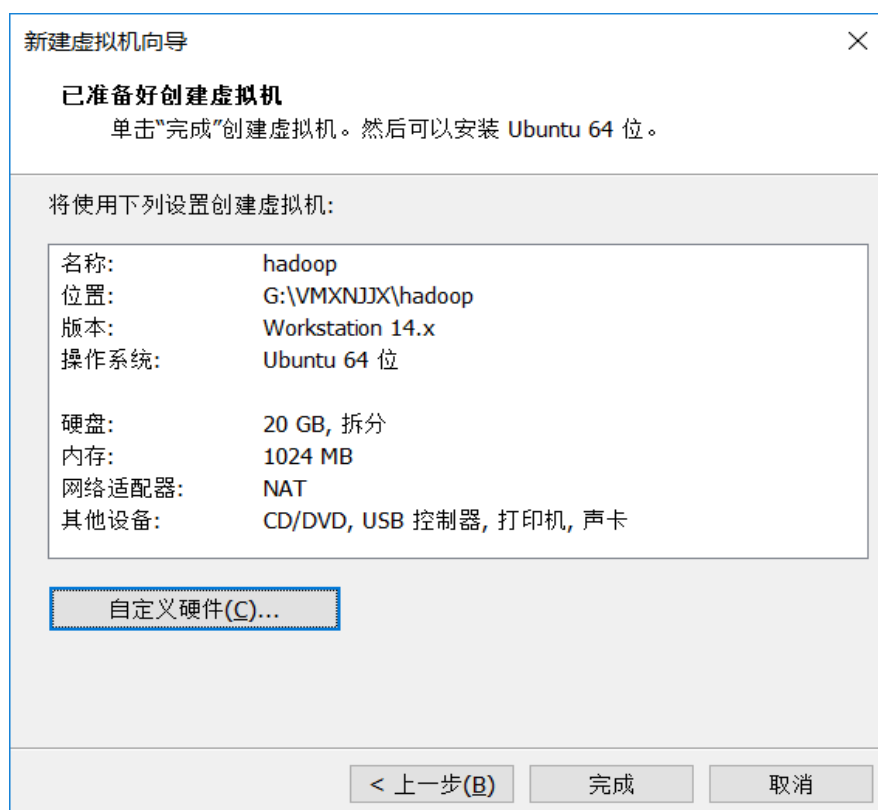 新建虚拟机向导
已准备好创建虚拟机
单击“完成”创建虚拟机。然后可以安装 Ubuntu 64 位。
将使用下列设置创建虚拟机:
名称: hadoop
位置: G:\VMXNJJX\hadoop
版本: Workstation 14.x
操作系统: Ubuntu 64 位
硬盘: 20 GB, 拆分
内存: 1024 MB
网络适配器: NAT
其他设备: CD/DVD, USB 控制器, 打印机, 声卡
自定义硬件(C)...
< 上一步(B) 完成 取消